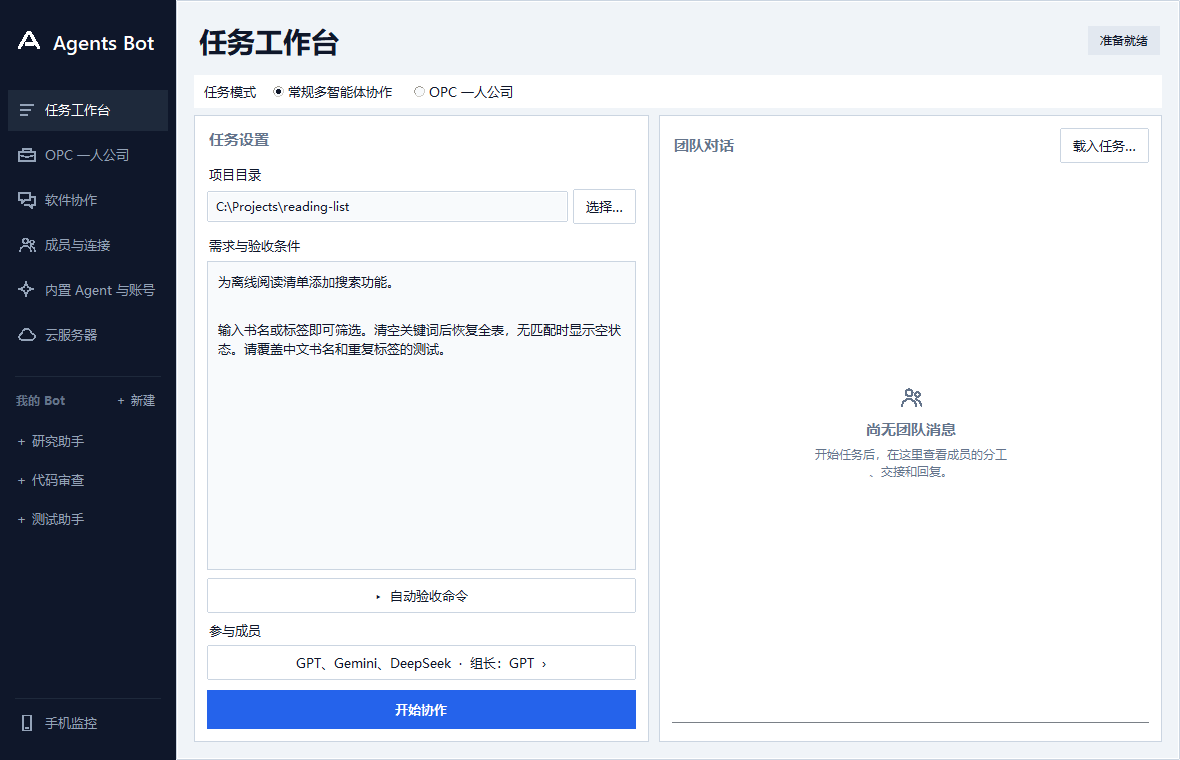 Agents Bot
任务工作台
OPC 一人公司
软件协作
成员与连接
内置 Agent 与账号
云服务器
我的 Bot
+ 新建
+ 研究助手
+ 代码审查
+ 测试助手
手机监控
任务工作台
准备就绪
任务模式 常规多智能体协作 OPC 一人公司
任务设置
项目目录
C:\Projects\reading-list
选择...
需求与验收条件
为离线阅读清单添加搜索功能。
输入书名或标签即可筛选。清空关键词后恢复全表，无匹配时显示空状
态。请覆盖中文书名和重复标签的测试。
‣ 自动验收命令
参与成员
GPT、Gemini、DeepSeek · 组长：GPT ›
开始协作
团队对话
载入任务...
尚无团队消息
开始任务后，在这里查看成员的分工
、交接和回复。